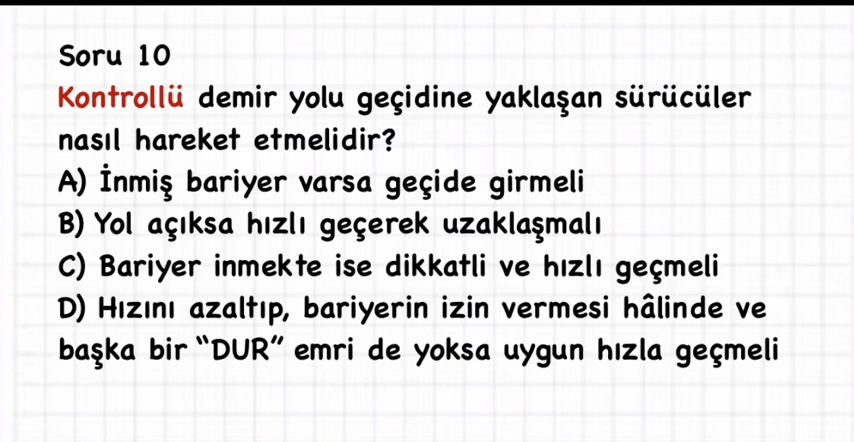 Soru 10
Kontrollü demir yolu geçidine yaklaşan sürücüler
nasıl hareket etmelidir?
A) İnmiş bariyer varsa geçide girmeli
B) Yol açıksa hızlı geçerek uzaklaşmalı
C) Bariyer inmekte ise dikkatli ve hızlı geçmeli
D) Hızını azaltıp, bariyerin izin vermesi hâlinde ve
başka bir “DUR” emri de yoksa uygun hızla geçmeli